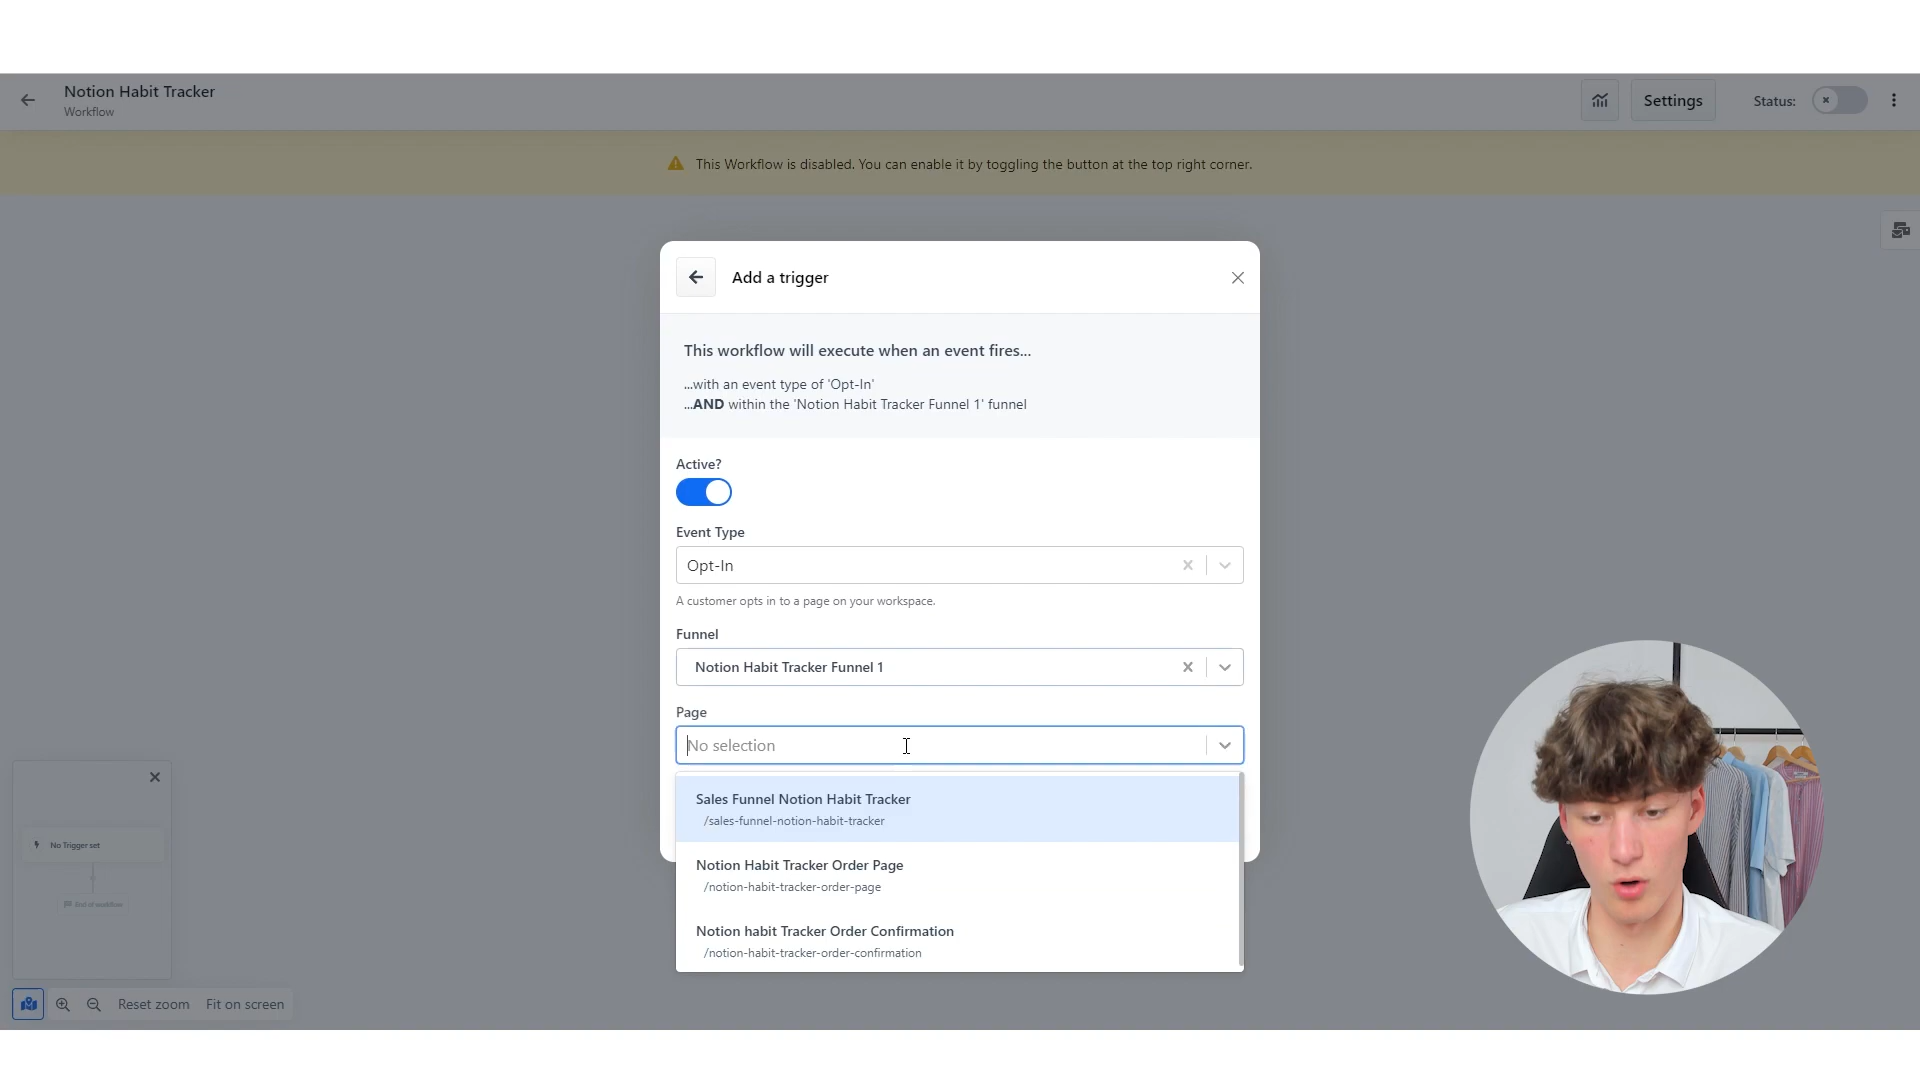 Notion Habit Tracker
Workflow
Settings
Status:
This Workflow is disabled. You can enable it by toggling the button at the top right corner.
Add a trigger
This workflow will execute when an event fires...
...with an event type of 'Opt-In'
...AND within the 'Notion Habit Tracker Funnel 1' funnel
Active?
Event Type
Opt-In
A customer opts in to a page on your workspace.
Funnel
Notion Habit Tracker Funnel 1
Page
No selection
Sales Funnel Notion Habit Tracker
/sales-funnel-notion-habit-tracker
Notion Habit Tracker Order Page
/notion-habit-tracker-order-page
Notion habit Tracker Order Confirmation
/notion-habit-tracker-order-confirmation
No Trigger set
End of workflow
Reset zoom
Fit on screen